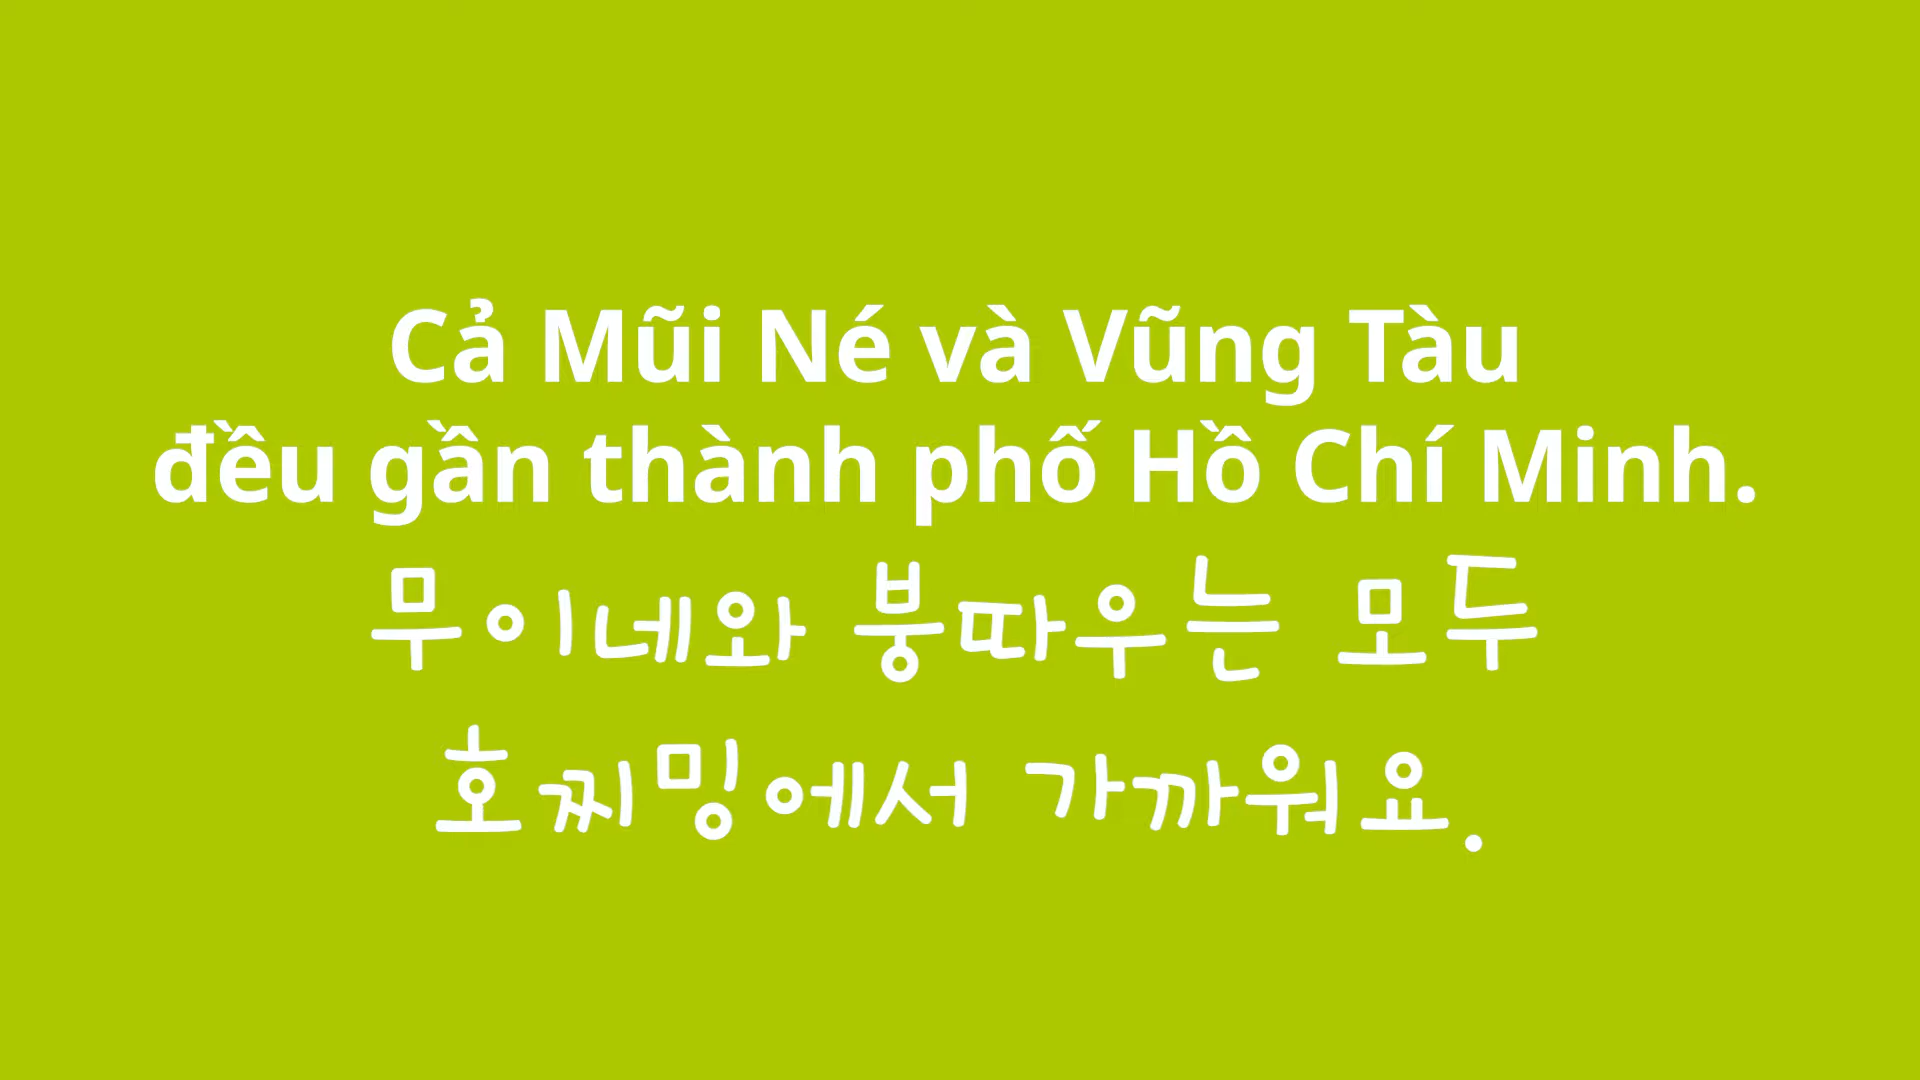 Cả Mũi Né và Vũng Tàu
đều gần thành phố Hồ Chí Minh.
무이네와 붕따우는 모두
호찌밍에서 가까워요.